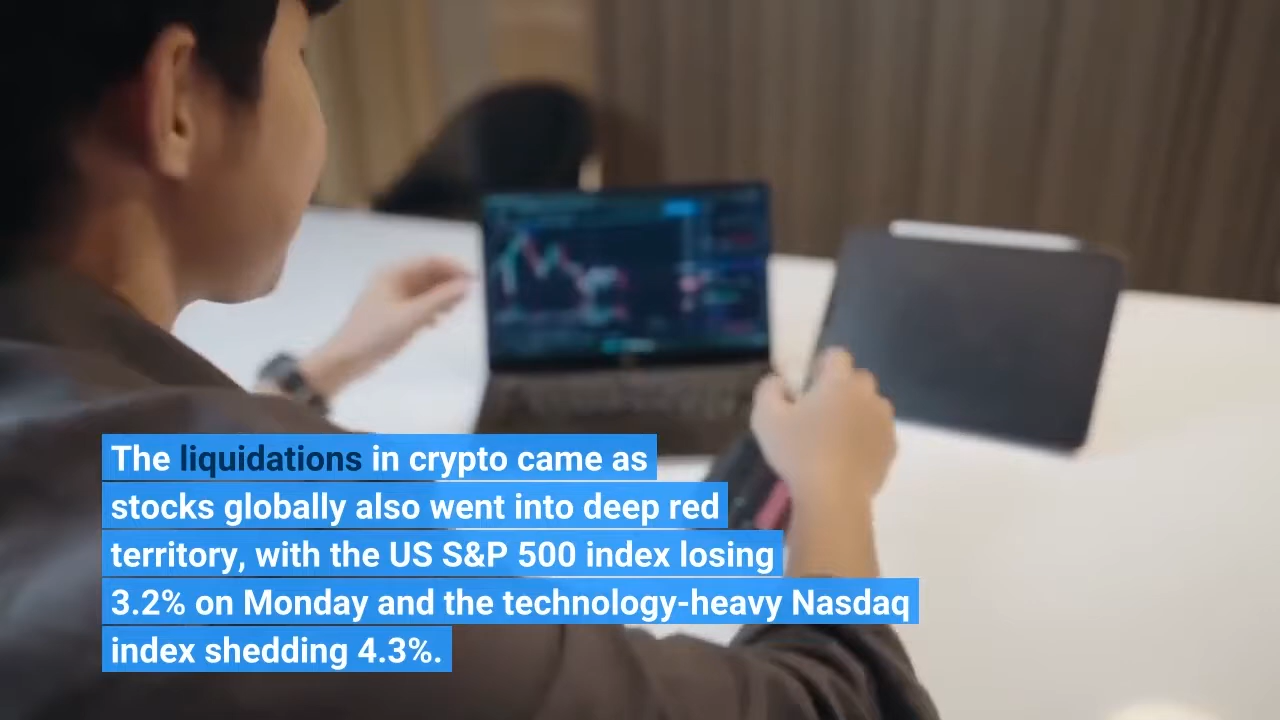 The liquidations in crypto came as
stocks globally also went into deep red
territory, with the US S&P 500 index losing
3.2% on Monday and the technology-heavy Nasdaq
index shedding 4.3%.